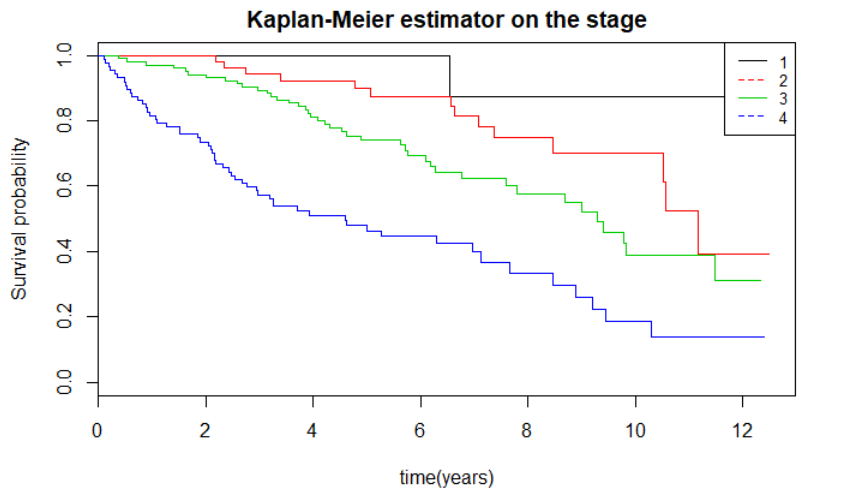 Kaplan-Meier estimator on the stage
1
2
3
4
Survival probability
1.0
0.8
0.6
0.4
0.2
0.0
0 2 4 6 8 10 12
time(years)